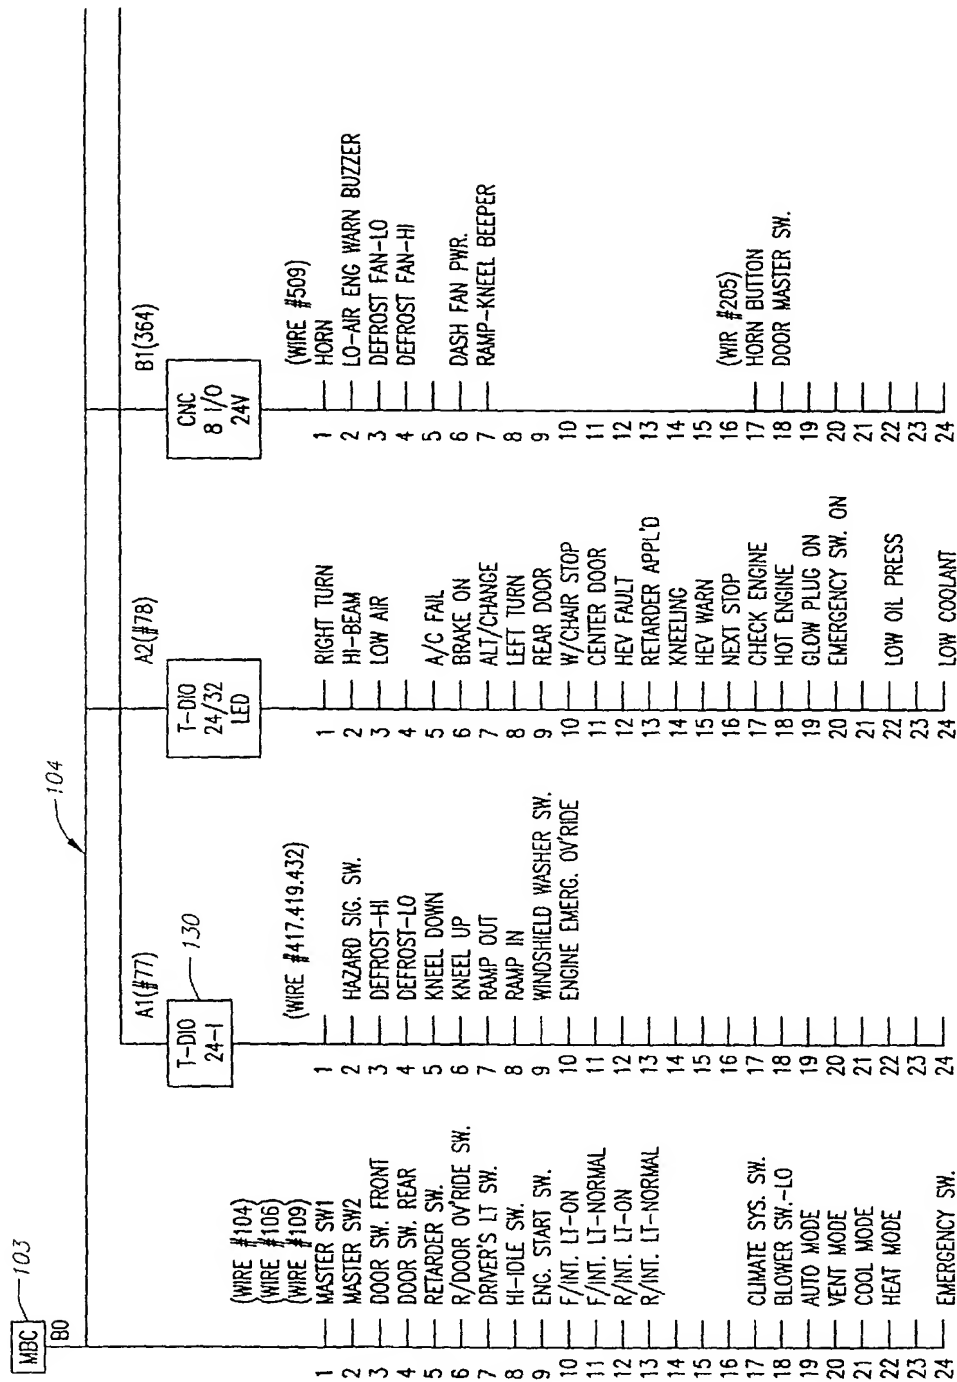 MBC
103
B0
104
(WIRE #104)
(WIRE #106)
(WIRE #109)
1 MASTER SW1
2 MASTER SW2
3 DOOR SW. FRONT
4 DOOR SW. REAR
5 RETARDER SW.
6 R/DOOR OV'RIDE SW.
7 DRIVER'S LT SW.
8 HI-IDLE SW.
9 ENG. START SW.
10 F/INT. LT-ON
11 F/INT. LT-NORMAL
12 R/INT. LT-ON
13 R/INT. LT-NORMAL
14
15
16
17 CLIMATE SYS. SW.
18 BLOWER SW.-LO
19 AUTO MODE
20 VENT MODE
21 COOL MODE
22 HEAT MODE
23
24 EMERGENCY SW.
A1(#77)
T-DIO
24-I
130
(WIRE #417.419.432)
1
2 HAZARD SIG. SW.
3 DEFROST-HI
4 DEFROST-LO
5 KNEEL DOWN
6 KNEEL UP
7 RAMP OUT
8 RAMP IN
9 WINDSHIELD WASHER SW.
10 ENGINE EMERG. OV'RIDE
11
12
13
14
15
16
17
18
19
20
21
22
23
24
A2(#78)
T-DIO
24/32
LED
1 RIGHT TURN
2 HI-BEAM
3 LOW AIR
4
5 A/C FAIL
6 BRAKE ON
7 ALT/CHANGE
8 LEFT TURN
9 REAR DOOR
10 W/CHAIR STOP
11 CENTER DOOR
12 HEV FAULT
13 RETARDER APPL'D
14 KNEELING
15 HEV WARN
16 NEXT STOP
17 CHECK ENGINE
18 HOT ENGINE
19 GLOW PLUG ON
20 EMERGENCY SW. ON
21
22 LOW OIL PRESS
23
24 LOW COOLANT
B1(364)
CNC
8 I/O
24V
(WIRE #509)
1 HORN
2 LO-AIR ENG WARN BUZZER
3 DEFROST FAN-LO
4 DEFROST FAN-HI
5
6 DASH FAN PWR.
7 RAMP-KNEEL BEEPER
8
9
10
11
12
13
14
15
16 (WIR #205)
17 HORN BUTTON
18 DOOR MASTER SW.
19
20
21
22
23
24